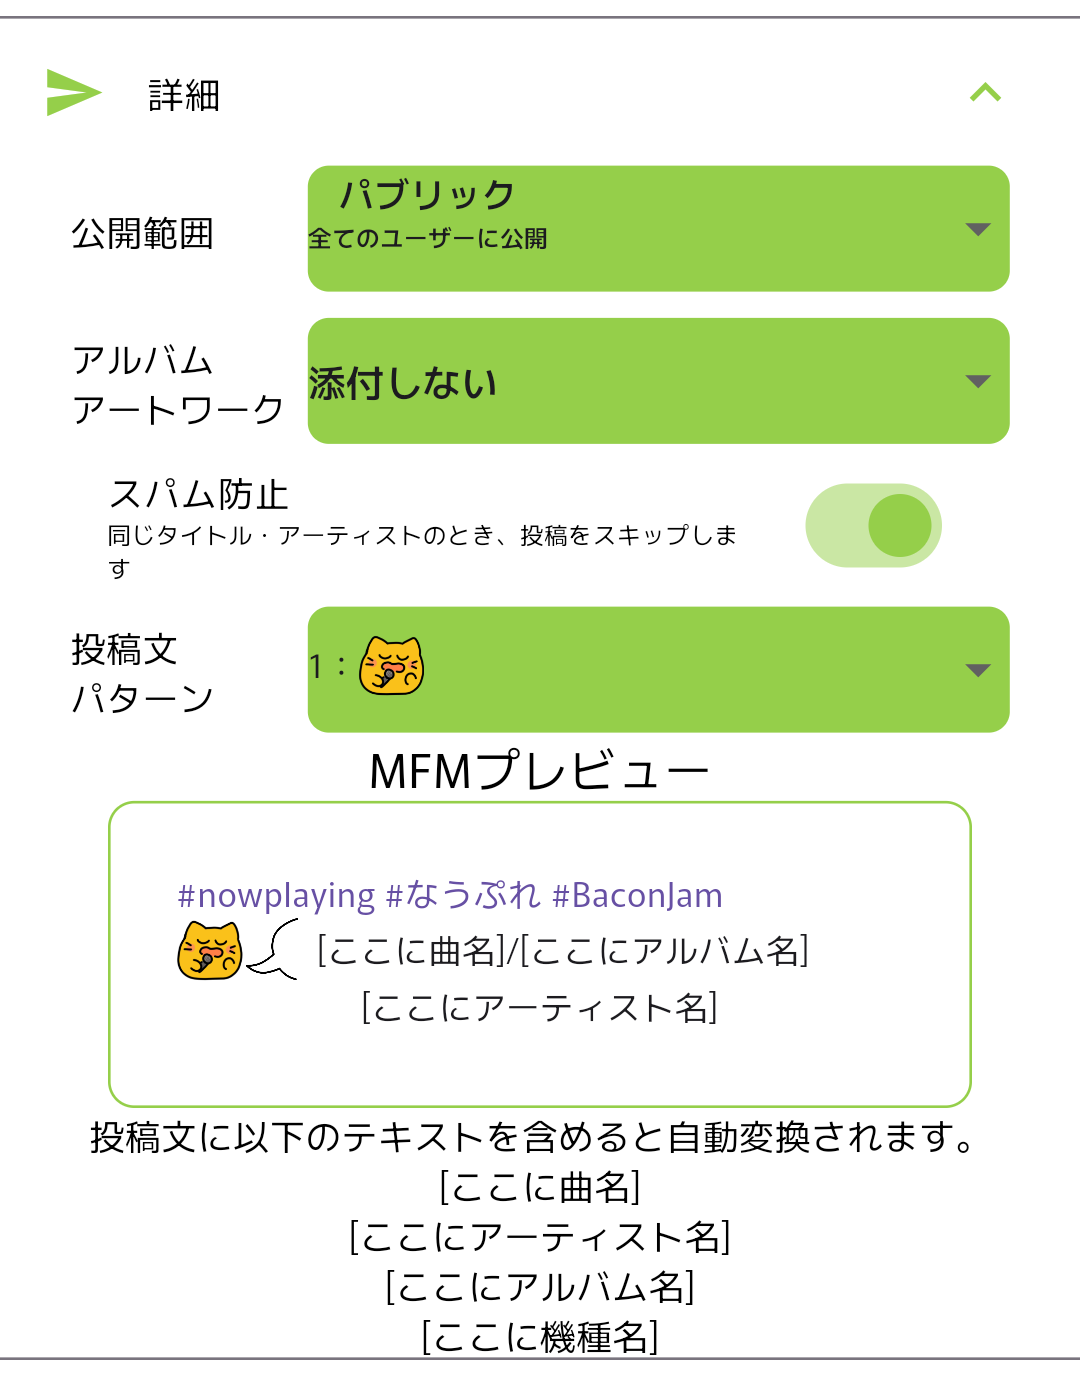 詳細
公開範囲
パブリック
全てのユーザーに公開
アルバム
アートワーク
添付しない
スパム防止
同じタイトル・アーティストのとき、投稿をスキップしま
す
投稿文
パターン
1：
MFMプレビュー
#nowplaying #なうぷれ #BaconJam
[ここに曲名]/[ここにアルバム名]
[ここにアーティスト名]
投稿文に以下のテキストを含めると自動変換されます。
[ここに曲名]
[ここにアーティスト名]
[ここにアルバム名]
[ここに機種名]